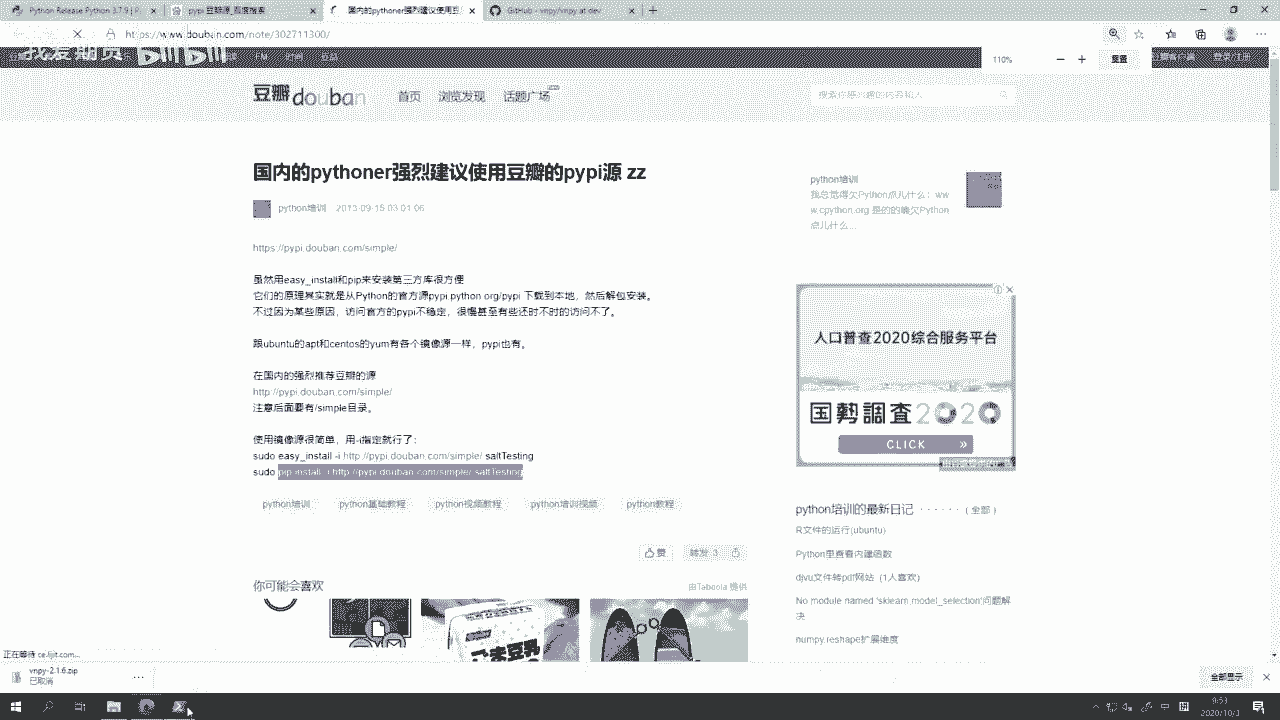 Python Release Python 3.7.9 | P
pypi 豆瓣源_百度搜索
国内的pythoner强烈建议使用豆
GitHub - vnpy/vnpy at dev
https://www.douban.com/note/302711300/
110%
我爱期货
bilibili
FM
豆瓣douban
首页
浏览发现
话题广场
国内的pythoner强烈建议使用豆瓣的pypi源 zz
python培训
2013-09-15 03:01:06
https://pypi.douban.com/simple/
虽然用easy_install和pip来安装第三方库很方便
它们的原理其实就是从Python的官方源pypi.python.org/pypi 下载到本地，然后解包安装。
不过因为某些原因，访问官方的pypi不稳定，很慢甚至有些还时不时的访问不了。
跟ubuntu的apt和centos的yum有各个镜像源一样，pypi也有。
在国内的强烈推荐豆瓣的源
http://pypi.douban.com/simple/
注意后面要有/simple目录。
使用镜像源很简单，用-i指定就行了：
sudo easy_install -i http://pypi.douban.com/simple/ saltTesting
sudo pip install -i http://pypi.douban.com/simple/ saltTesting
python培训
python基础教程
python视频教程
python培训视频
python教程
赞
转发 3
你可能会喜欢
由Taboola 提供
python培训
我总觉得欠Python点儿什么：ww
w.cpython.org 是的的确欠Python
点儿什么...
人口普查2020综合服务平台
国勢調査2020
CLICK »
python培训的最新日记 · · · · · · ( 全部 )
R文件的运行(ubuntu)
Python里查看内建函数
djvu文件转pdf网站 (1人喜欢)
No module named 'sklearn.model_selection'问题解
决
numpy.reshape扩展维度
正在等待 ce.lijit.com...
vnpy-2.1.6.zip
已取消
全部显示
中
9:53
2020/10/1